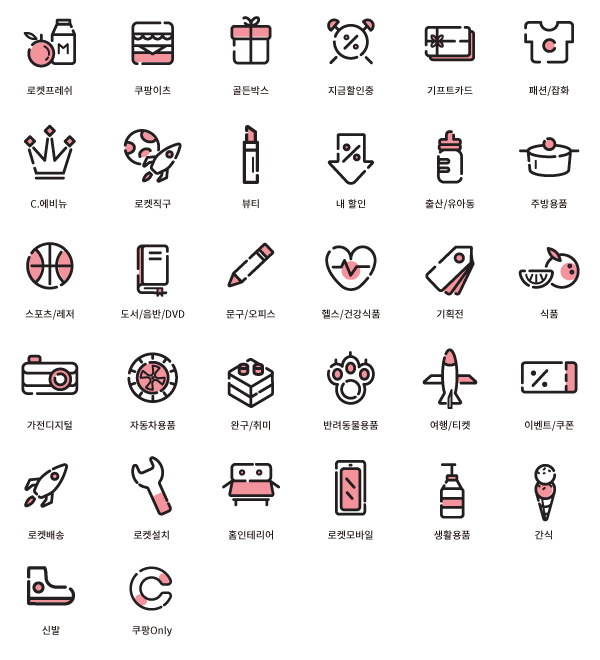 M
로켓프레쉬 쿠팡이츠 골든박스 지금할인중 기프트카드 패션/잡화
C.에비뉴 로켓직구 뷰티 내 할인 출산/유아동 주방용품
스포츠/레저 도서/음반/DVD 문구/오피스 헬스/건강식품 기획전 식품
가전디지털 자동차용품 완구/취미 반려동물용품 여행/티켓 이벤트/쿠폰
로켓배송 로켓설치 홈인테리어 로켓모바일 생활용품 간식
신발 쿠팡Only